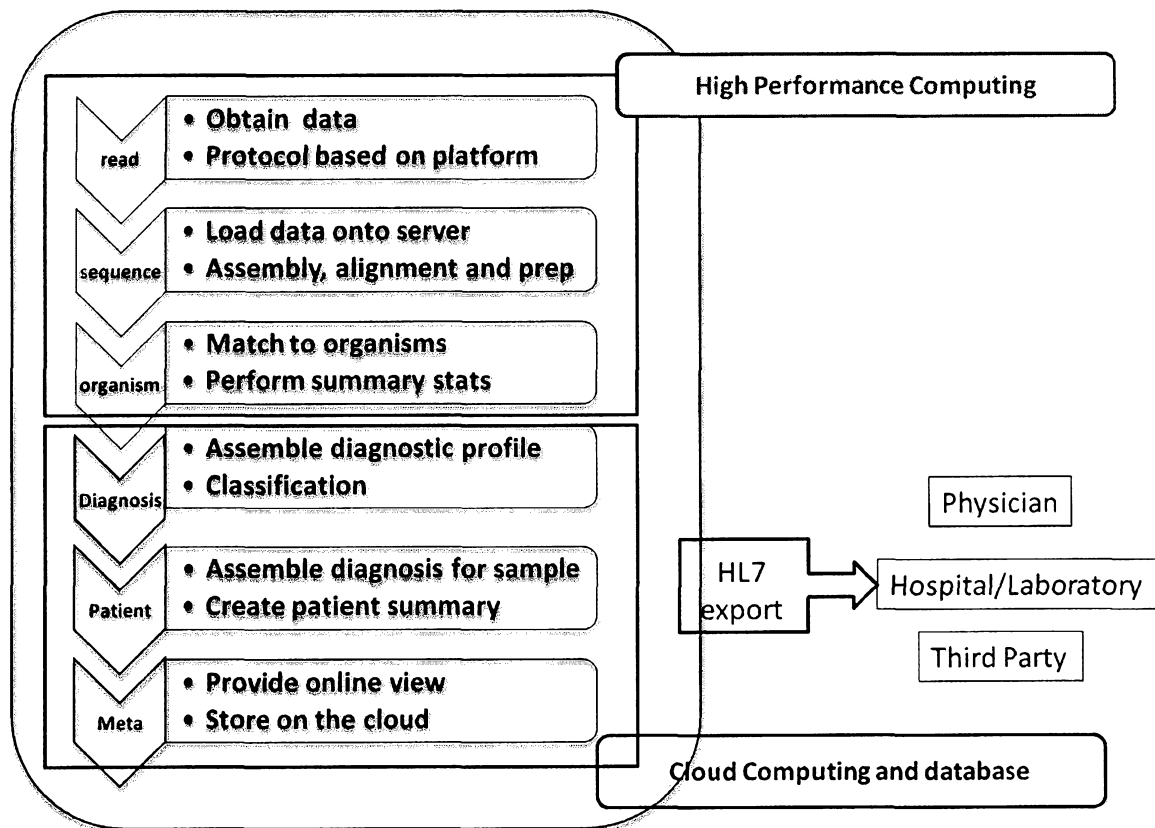 High Performance Computing
read
• Obtain data
• Protocol based on platform
sequence
• Load data onto server
• Assembly, alignment and prep
organism
• Match to organisms
• Perform summary stats
Diagnosis
• Assemble diagnostic profile
• Classification
Patient
• Assemble diagnosis for sample
• Create patient summary
Meta
• Provide online view
• Store on the cloud
HL7
export
Physician
Hospital/Laboratory
Third Party
Cloud Computing and database